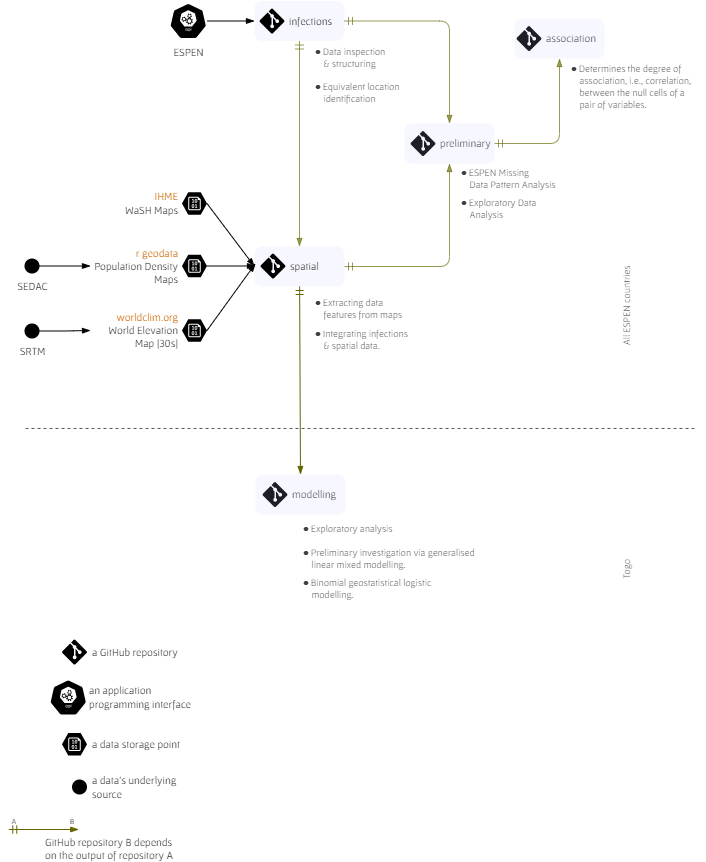 infections
ESPEN
Data inspection
& structuring
Equivalent location
identification
association
Determines the degree of
association, i.e., correlation,
between the null cells of a
pair of variables.
preliminary
ESPEN Missing
Data Pattern Analysis
Exploratory Data
Analysis
IHME
WaSH Maps
r geodata
Population Density
Maps
SEDAC
worldclim.org
World Elevation
Map (30s)
SRTM
spatial
Extracting data
features from maps
Integrating infections
& spatial data.
All ESPEN countries
modelling
Exploratory analysis
Preliminary investigation via generalised
linear mixed modelling.
Binomial geostatistical logistic
modelling.
Togo
a GitHub repository
an application
programming interface
a data storage point
a data's underlying
source
A B
GitHub repository B depends
on the output of repository A